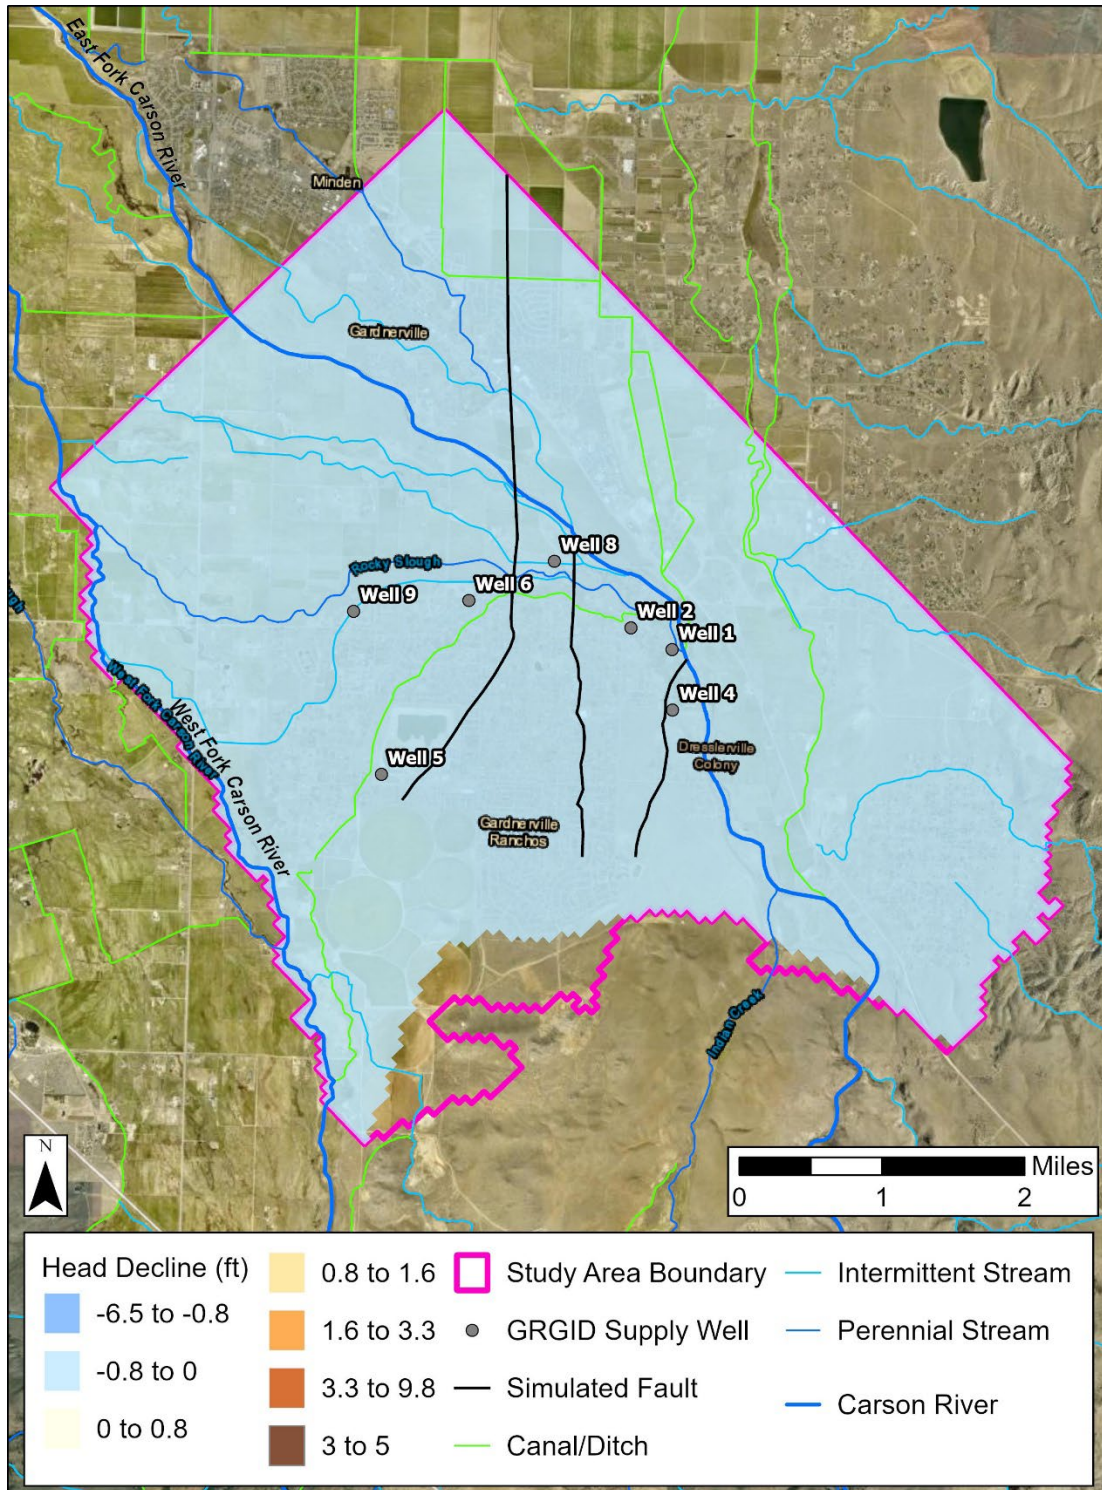 East Fork Carson River
Minden
Gardnerville
Well 8
Rocky Slough
Well 6
Well 9
Well 2
Well 1
ugh
West Fork Carson River
West Fork Carson River
Well 4
Dresslerville
Colony
Well 5
Gardnerville
Ranchos
Indian Creek
N
Miles
0 1 2
Head Decline (ft)
-6.5 to -0.8
-0.8 to 0
0 to 0.8
0.8 to 1.6
1.6 to 3.3
3.3 to 9.8
3 to 5
Study Area Boundary
GRGID Supply Well
Simulated Fault
Canal/Ditch
Intermittent Stream
Perennial Stream
Carson River